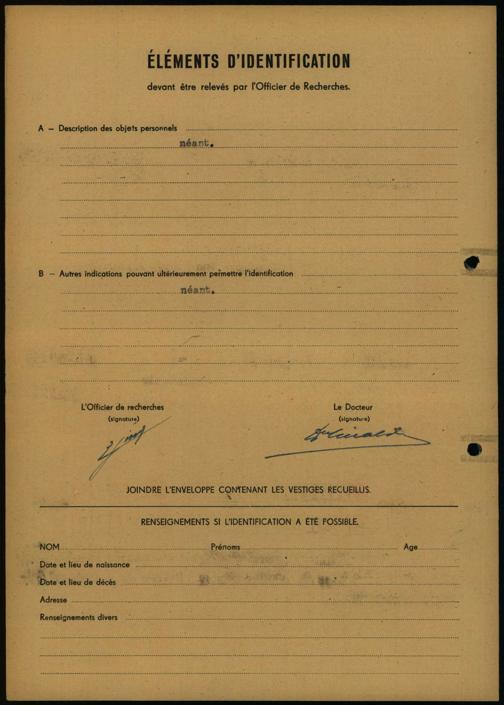 ÉLÉMENTS D'IDENTIFICATION
devant être relevés par l'Officier de Recherches.
A — Description des objets personnels
néant.
B — Autres indications pouvant ultérieurement permettre l'identification
néant.
L'Officier de recherches Le Docteur
(signature) (signature)
JOINDRE L'ENVELOPPE CONTENANT LES VESTIGES RECUEILLIS.
RENSEIGNEMENTS SI L'IDENTIFICATION A ÉTÉ POSSIBLE.
NOM Prénoms Age
Date et lieu de naissance
Date et lieu de décés
Adresse
Renseignements divers